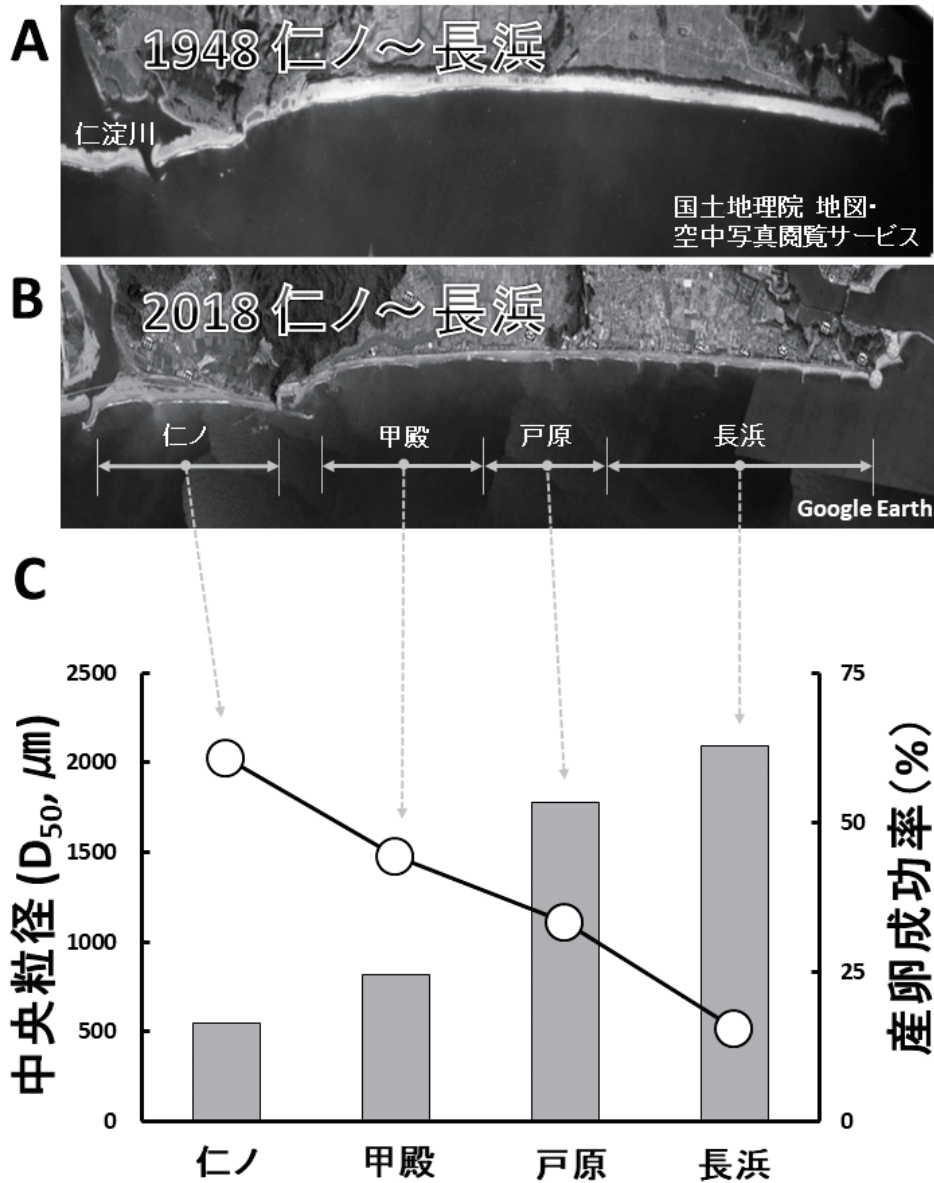 A
1948 仁ノ～長浜
仁淀川
国土地理院 地図・
空中写真閲覧サービス
B
2018 仁ノ～長浜
仁ノ
甲殿
戸原
長浜
Google Earth
C
中央粒径 (D50, μm)
2500
2000
1500
1000
500
0
75
50
25
0
産卵成功率(%)
仁ノ
甲殿
戸原
長浜